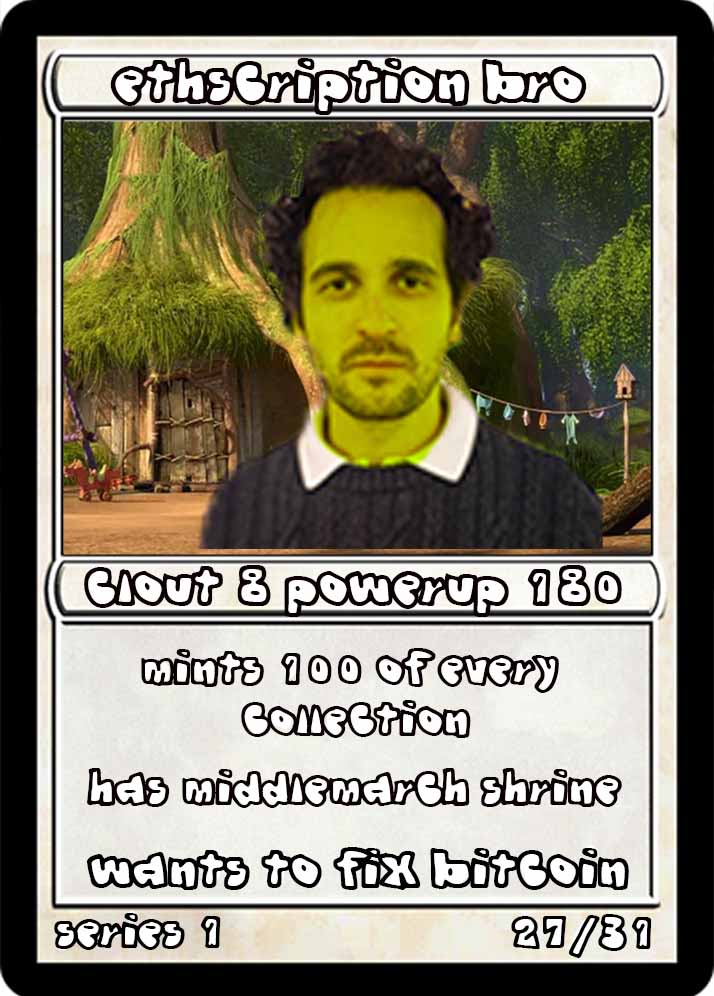 ethscription bro
clout 8 powerup 180
mints 100 of every
collection
has middlemarch shrine
wants to fix bitcoin
series 1 27/31